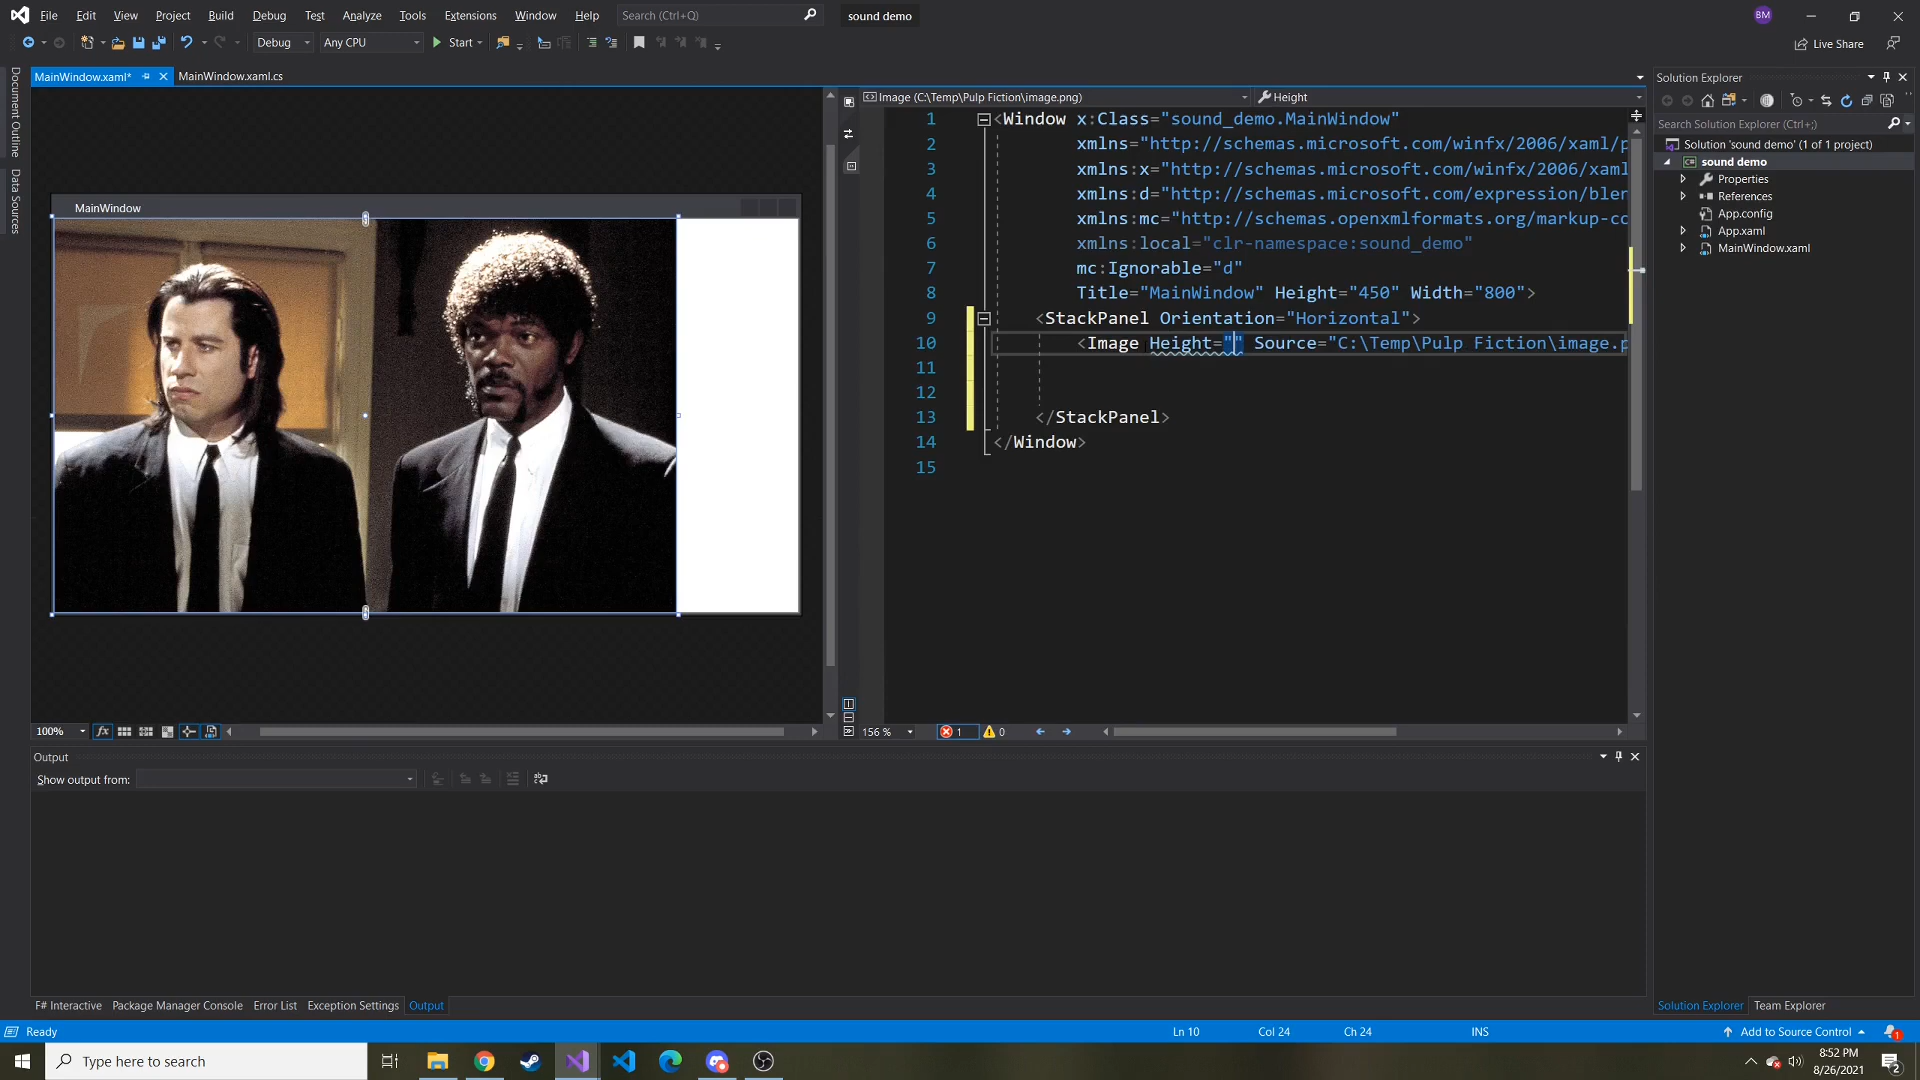 File Edit View Project Build Debug Test Analyze Tools Extensions Window Help Search (Ctrl+Q) sound demo BM
Debug Any CPU Start Live Share
MainWindow.xaml* MainWindow.xaml.cs
Solution Explorer
Document Outline
Data Sources
Image (C:\Temp\Pulp Fiction\image.png) Height
Search Solution Explorer (Ctrl+;)
Solution 'sound demo' (1 of 1 project)
sound demo
Properties
References
App.config
App.xaml
MainWindow.xaml
MainWindow
1 <Window x:Class="sound_demo.MainWindow"
2 xmlns="http://schemas.microsoft.com/winfx/2006/xaml/p
3 xmlns:x="http://schemas.microsoft.com/winfx/2006/xaml
4 xmlns:d="http://schemas.microsoft.com/expression/blen
5 xmlns:mc="http://schemas.openxmlformats.org/markup-co
6 xmlns:local="clr-namespace:sound_demo"
7 mc:Ignorable="d"
8 Title="MainWindow" Height="450" Width="800">
9 <StackPanel Orientation="Horizontal">
10 <Image Height="" Source="C:\Temp\Pulp Fiction\image.p
11
12
13 </StackPanel>
14 </Window>
15
100% fx 156 % 1 0
Output
Show output from:
F# Interactive Package Manager Console Error List Exception Settings Output
Solution Explorer Team Explorer
Ready Ln 10 Col 24 Ch 24 INS Add to Source Control 1
Type here to search
8:52 PM
8/26/2021
2